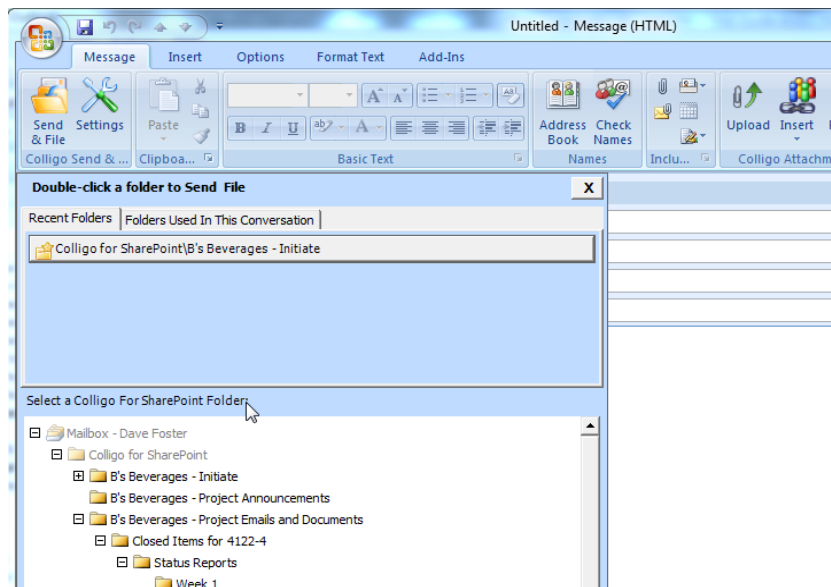 Untitled - Message (HTML)
Message Insert Options Format Text Add-Ins
Send & File
Settings
Paste
Address Book
Check Names
Upload
Insert
B I U
Colligo Send & ...
Clipboa...
Basic Text
Names
Inclu...
Colligo Attachm
Double-click a folder to Send File
X
Recent Folders
Folders Used In This Conversation
Colligo for SharePoint\B's Beverages - Initiate
Select a Colligo For SharePoint Folder:
Mailbox - Dave Foster
Colligo for SharePoint
B's Beverages - Initiate
B's Beverages - Project Announcements
B's Beverages - Project Emails and Documents
Closed Items for 4122-4
Status Reports
Week 1